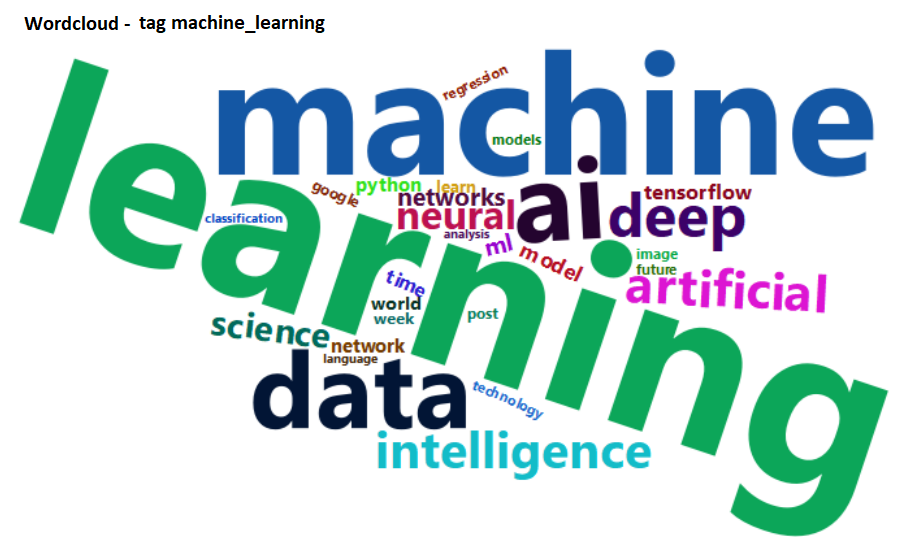 Wordcloud - tag machine_learning
machine
regression
models
learning
google
python
learn
networks
neural
ai
tensorflow
deep
classification
analysis
ml
model
image
future
artificial
time
world
week
post
science
network
language
data
technology
intelligence